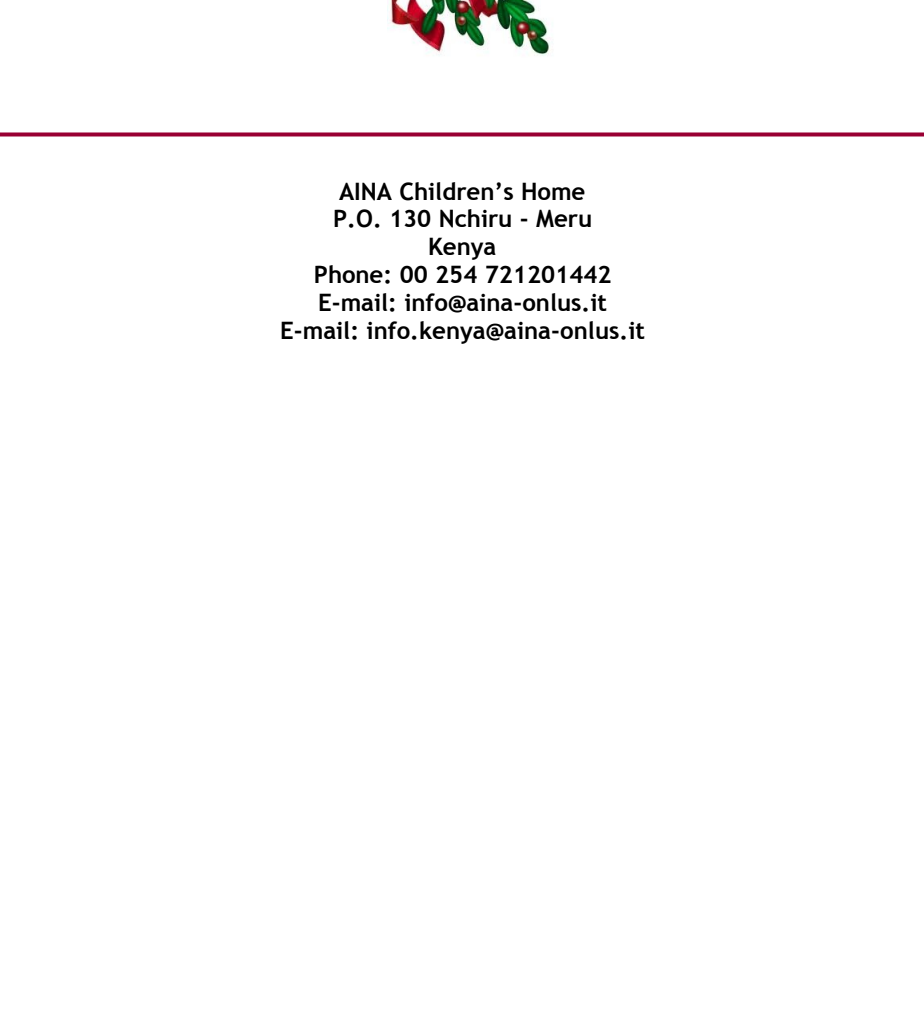 AINA Children’s Home
P.O. 130 Nchiru - Meru
Kenya
Phone: 00 254 721201442
E-mail: info@aina-onlus.it
E-mail: info.kenya@aina-onlus.it